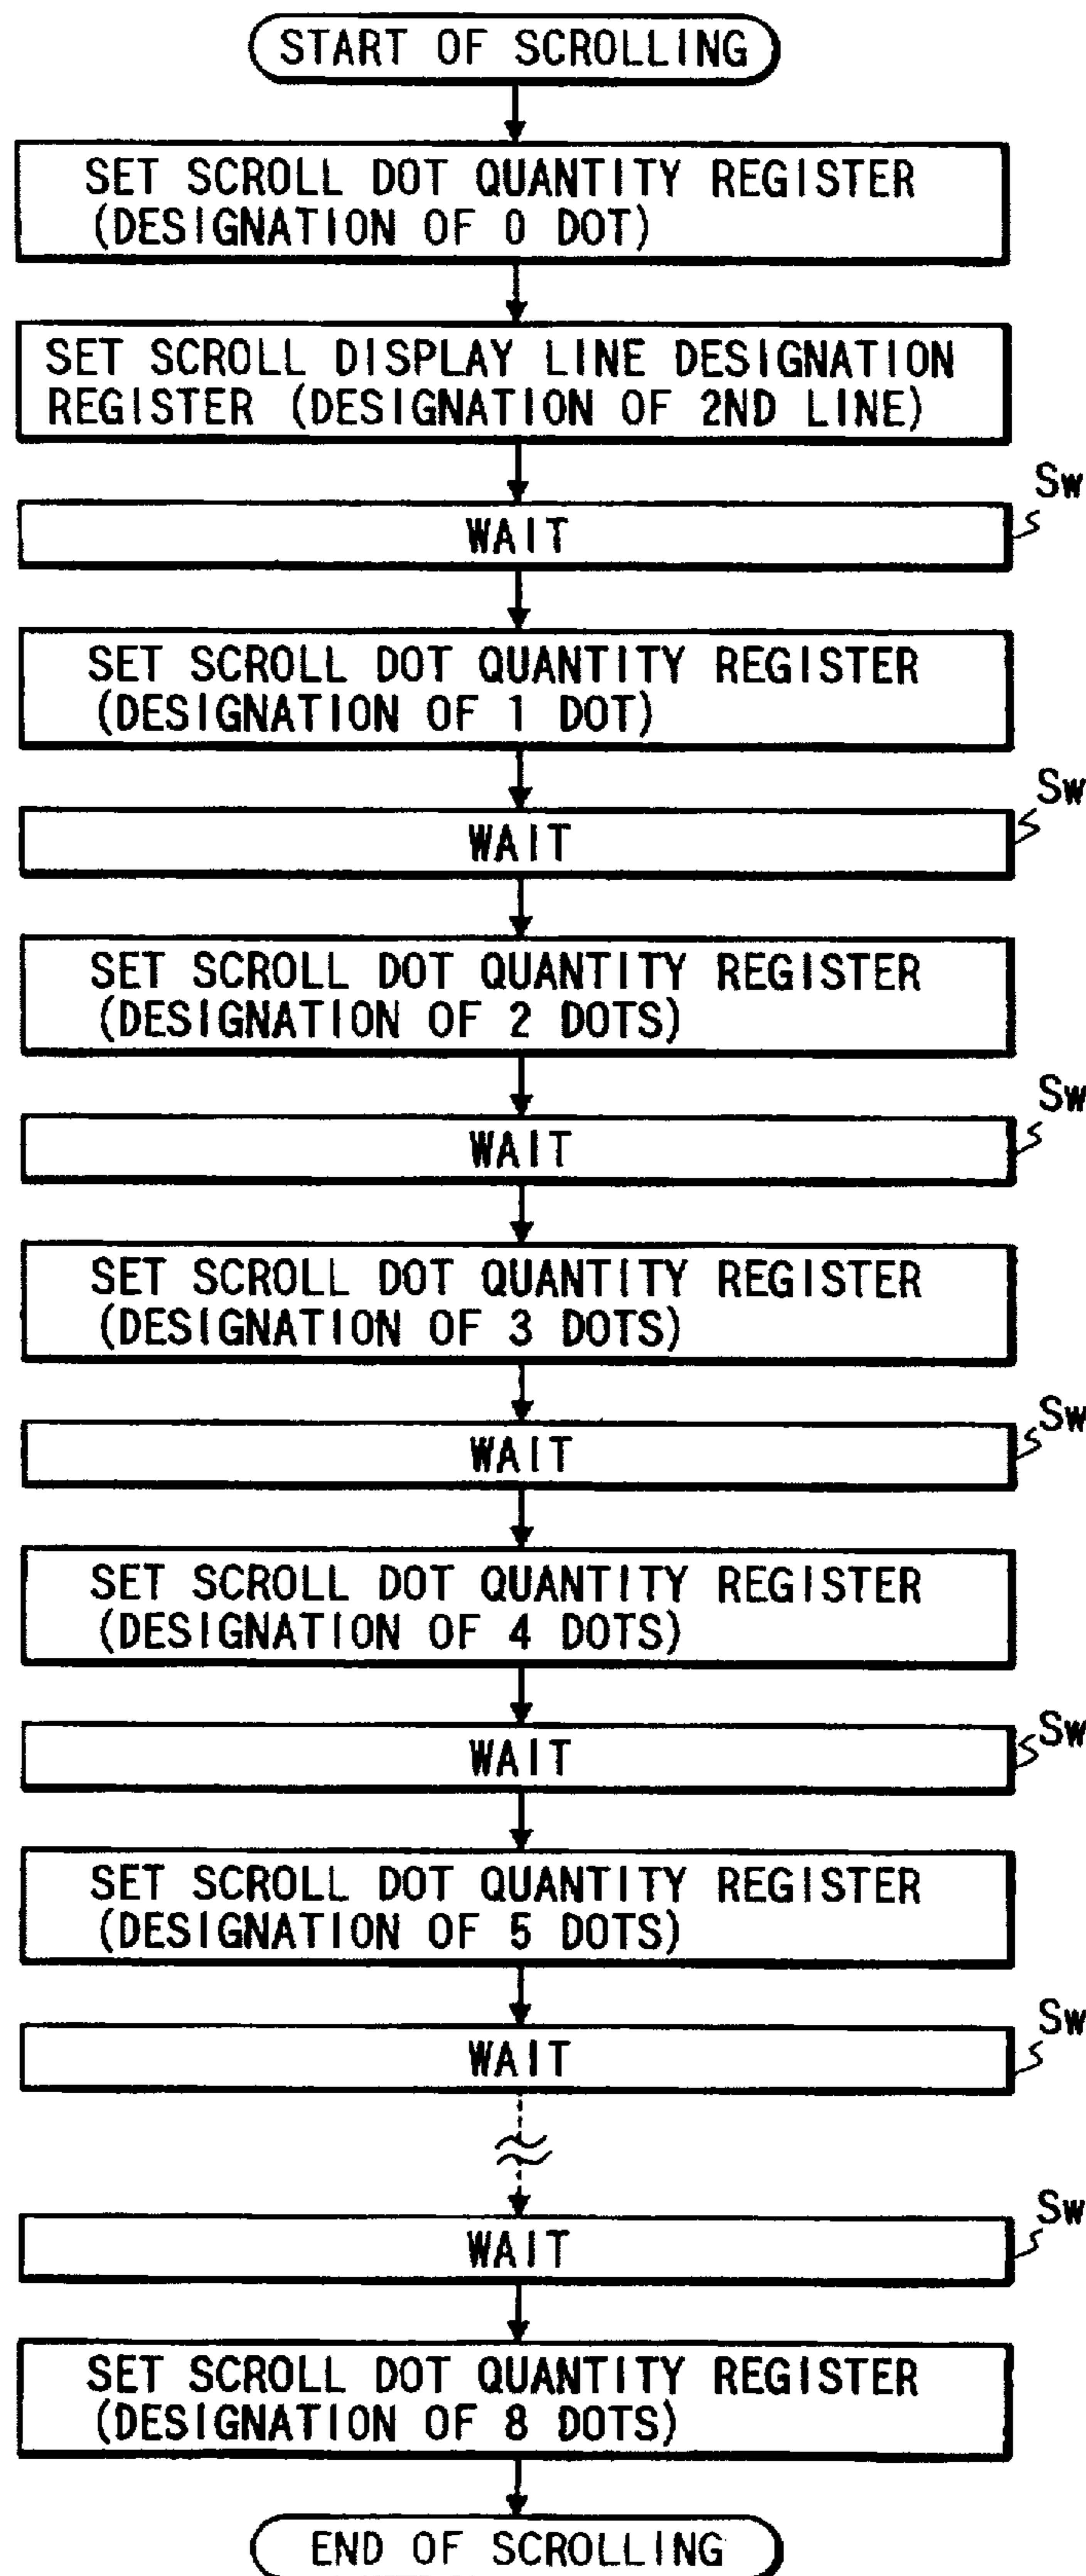 START OF SCROLLING
SET SCROLL DOT QUANTITY REGISTER
(DESIGNATION OF 0 DOT)
SET SCROLL DISPLAY LINE DESIGNATION
REGISTER (DESIGNATION OF 2ND LINE)
Sw
WAIT
SET SCROLL DOT QUANTITY REGISTER
(DESIGNATION OF 1 DOT)
Sw
WAIT
SET SCROLL DOT QUANTITY REGISTER
(DESIGNATION OF 2 DOTS)
Sw
WAIT
SET SCROLL DOT QUANTITY REGISTER
(DESIGNATION OF 3 DOTS)
Sw
WAIT
SET SCROLL DOT QUANTITY REGISTER
(DESIGNATION OF 4 DOTS)
Sw
WAIT
SET SCROLL DOT QUANTITY REGISTER
(DESIGNATION OF 5 DOTS)
Sw
WAIT
Sw
WAIT
SET SCROLL DOT QUANTITY REGISTER
(DESIGNATION OF 8 DOTS)
END OF SCROLLING